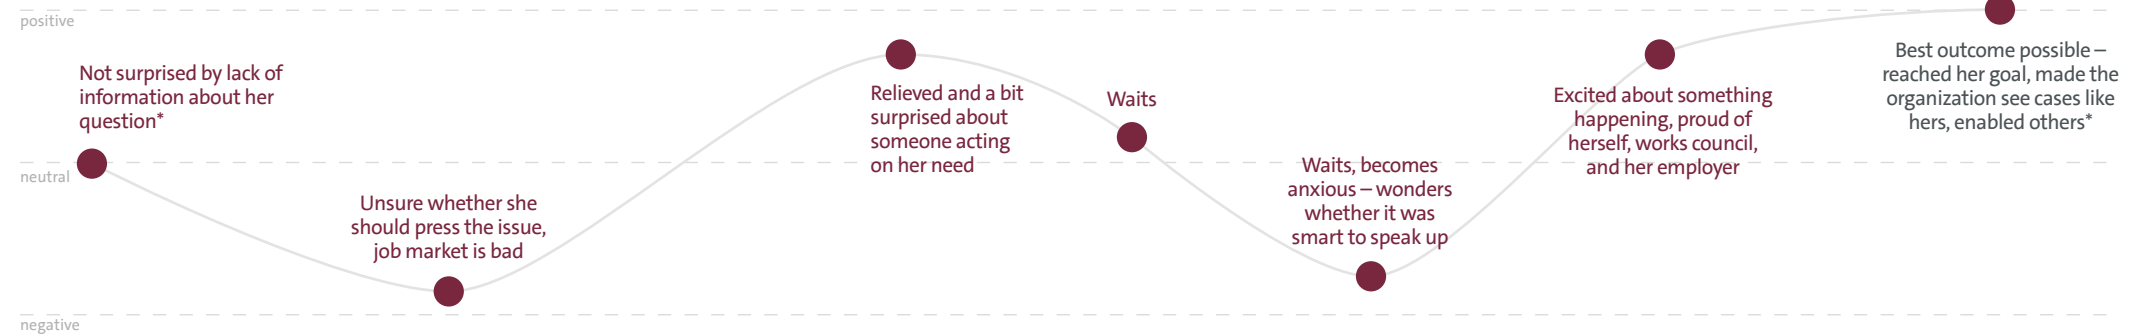 positive
Not surprised by lack of
information about her
question*
neutral
Unsure whether she
should press the issue,
job market is bad
negative
Relieved and a bit
surprised about
someone acting
on her need
Waits
Waits, becomes
anxious – wonders
whether it was
smart to speak up
Excited about something
happening, proud of
herself, works council,
and her employer
Best outcome possible –
reached her goal, made the
organization see cases like
hers, enabled others*